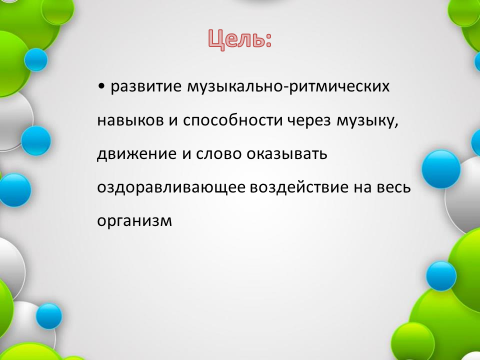 Цель:
• развитие музыкально-ритмических
навыков и способности через музыку,
движение и слово оказывать
оздоравливающее воздействие на весь
организм